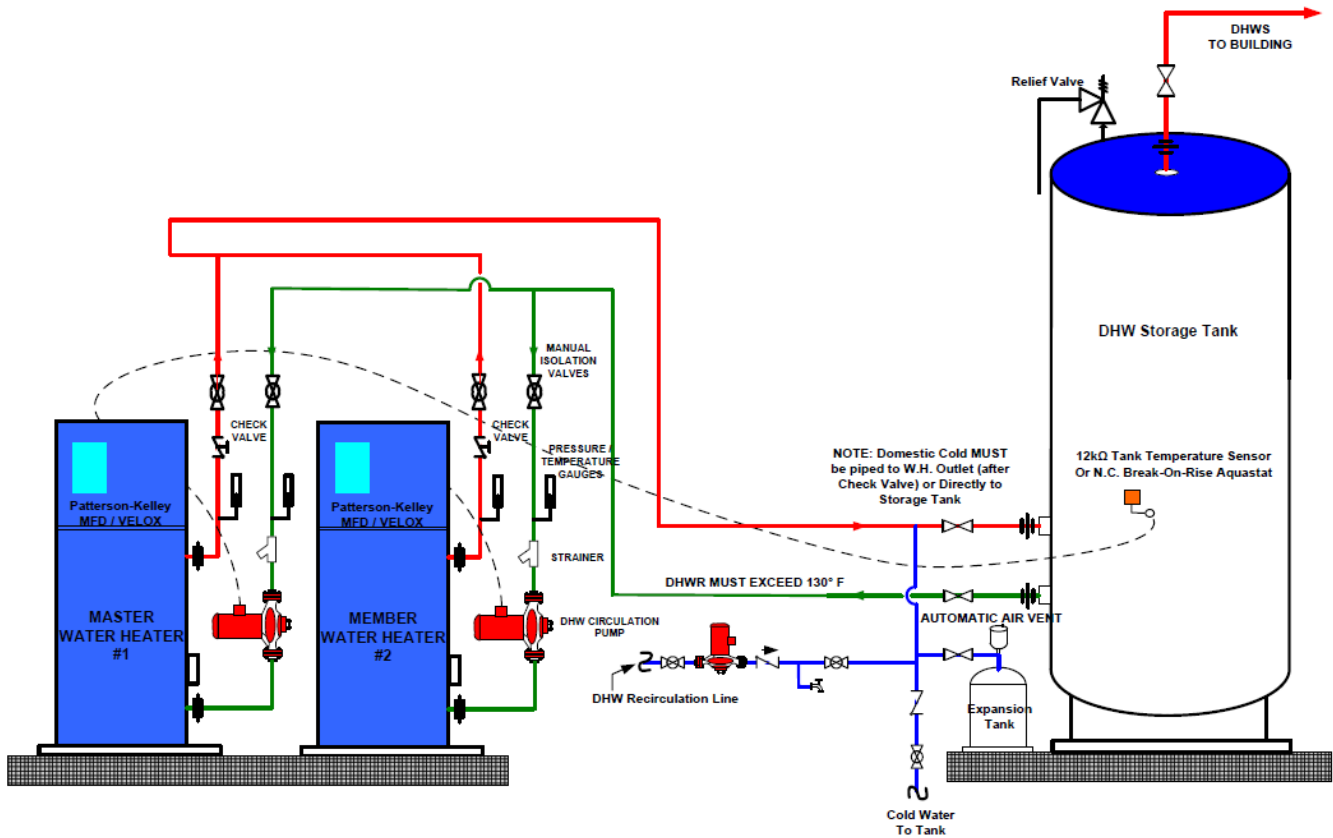 DHWS
TO BUILDING
Relief Valve
DHW Storage Tank
MANUAL
ISOLATION
VALVES
CHECK
VALVE
CHECK
VALVE
PRESSURE /
TEMPERATURE
GAUGES
NOTE: Domestic Cold MUST
be piped to W.H. Outlet (after
Check Valve) or Directly to
Storage Tank
12kΩ Tank Temperature Sensor
Or N.C. Break-On-Rise Aquastat
Patterson-Kelley
MFD / VELOX
Patterson-Kelley
MFD / VELOX
STRAINER
DHWR MUST EXCEED 130° F
MASTER
WATER HEATER
#1
MEMBER
WATER HEATER
#2
DHW CIRCULATION
PUMP
AUTOMATIC AIR VENT
DHW Recirculation Line
Expansion
Tank
Cold Water
To Tank